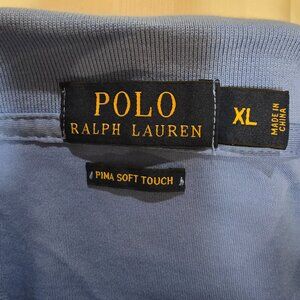 POLO
RALPH LAUREN
XL
MADE IN
CHINA
PIMA SOFT TOUCH